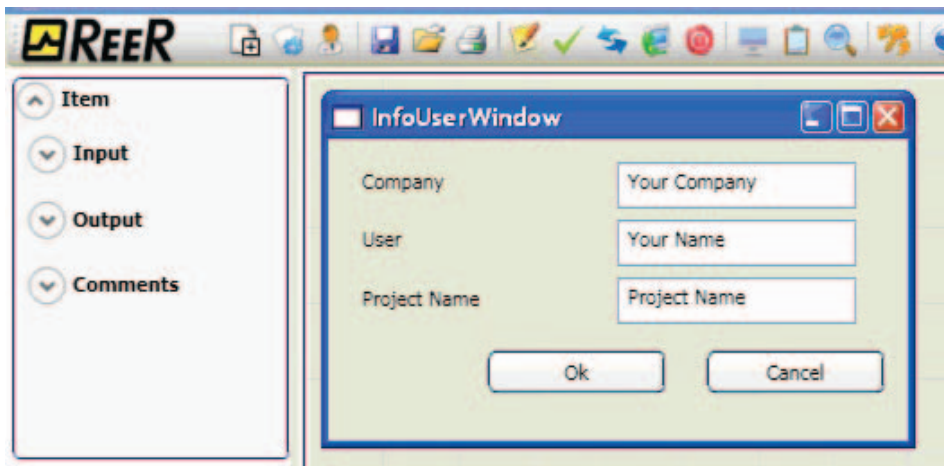 REER
Item
Input
Output
Comments
InfoUserWindow
Company Your Company
User Your Name
Project Name Project Name
Ok Cancel